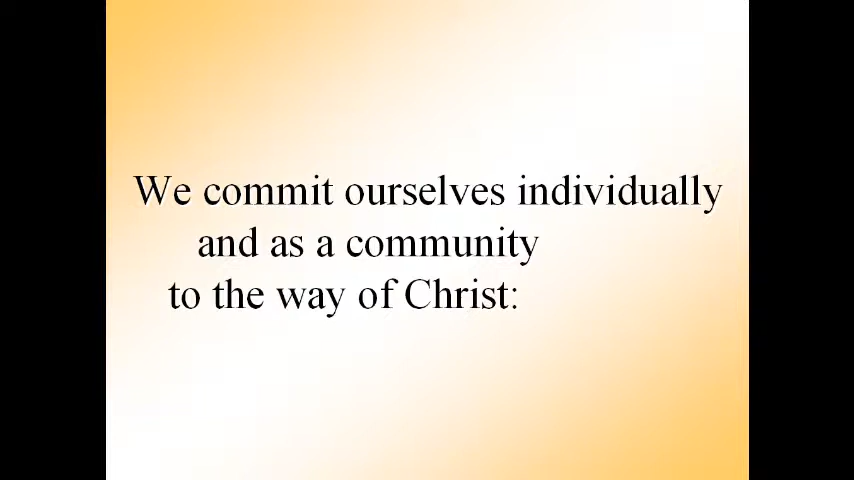 We commit ourselves individually
and as a community
to the way of Christ: